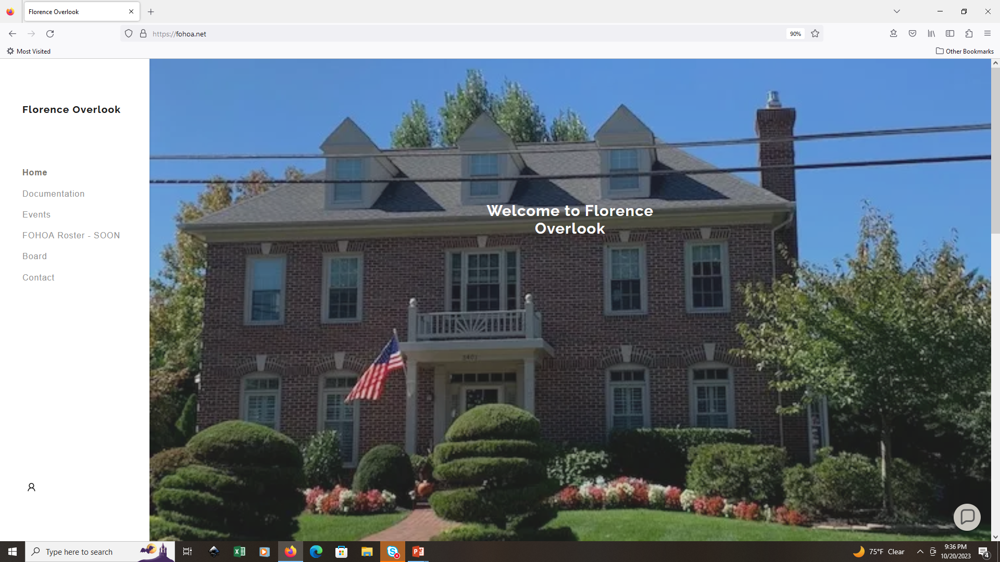 Florence Overlook
https://fohoa.net
90%
Most Visited
Other Bookmarks
Florence Overlook
Home
Documentation
Events
FOHOA Roster - SOON
Board
Contact
Welcome to Florence
Overlook
Type here to search
75°F Clear
9:36 PM
10/20/2023
4